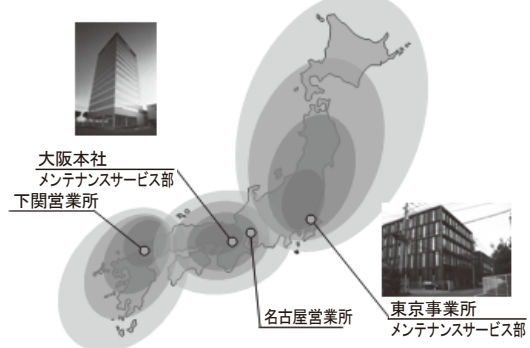 大阪本社
メンテナンスサービス部
下関営業所
名古屋営業所
東京事業所
メンテナンスサービス部